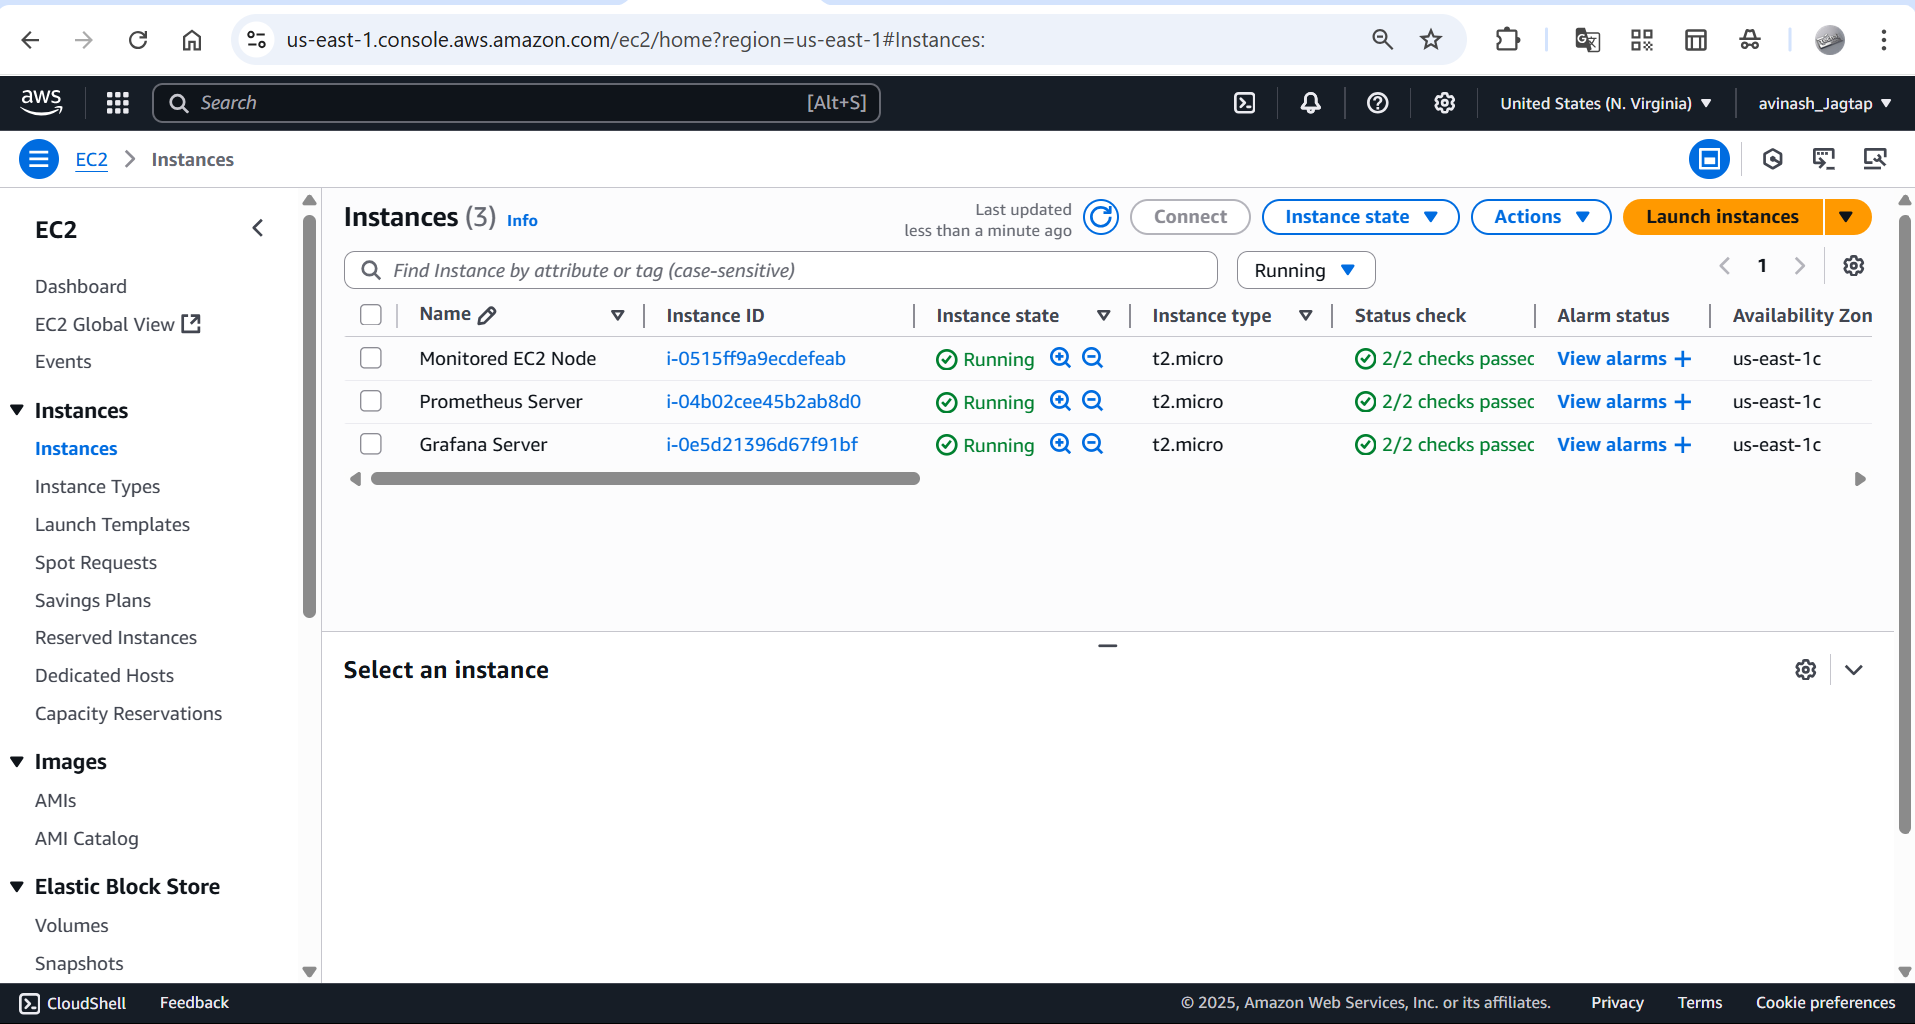 us-east-1.console.aws.amazon.com/ec2/home?region=us-east-1#Instances:
aws
Search
[Alt+S]
United States (N. Virginia)
avinash_Jagtap
EC2
Instances
EC2
Dashboard
EC2 Global View
Events
Instances
Instances
Instance Types
Launch Templates
Spot Requests
Savings Plans
Reserved Instances
Dedicated Hosts
Capacity Reservations
Images
AMIs
AMI Catalog
Elastic Block Store
Volumes
Snapshots
Instances (3) Info
Last updated
less than a minute ago
Connect
Instance state
Actions
Launch instances
Find Instance by attribute or tag (case-sensitive)
Running
1
Name Instance ID Instance state Instance type Status check Alarm status Availability Zon
Monitored EC2 Node i-0515ff9a9ecdefeab Running t2.micro 2/2 checks passec View alarms + us-east-1c
Prometheus Server i-04b02cee45b2ab8d0 Running t2.micro 2/2 checks passec View alarms + us-east-1c
Grafana Server i-0e5d21396d67f91bf Running t2.micro 2/2 checks passec View alarms + us-east-1c
Select an instance
CloudShell
Feedback
© 2025, Amazon Web Services, Inc. or its affiliates.
Privacy
Terms
Cookie preferences